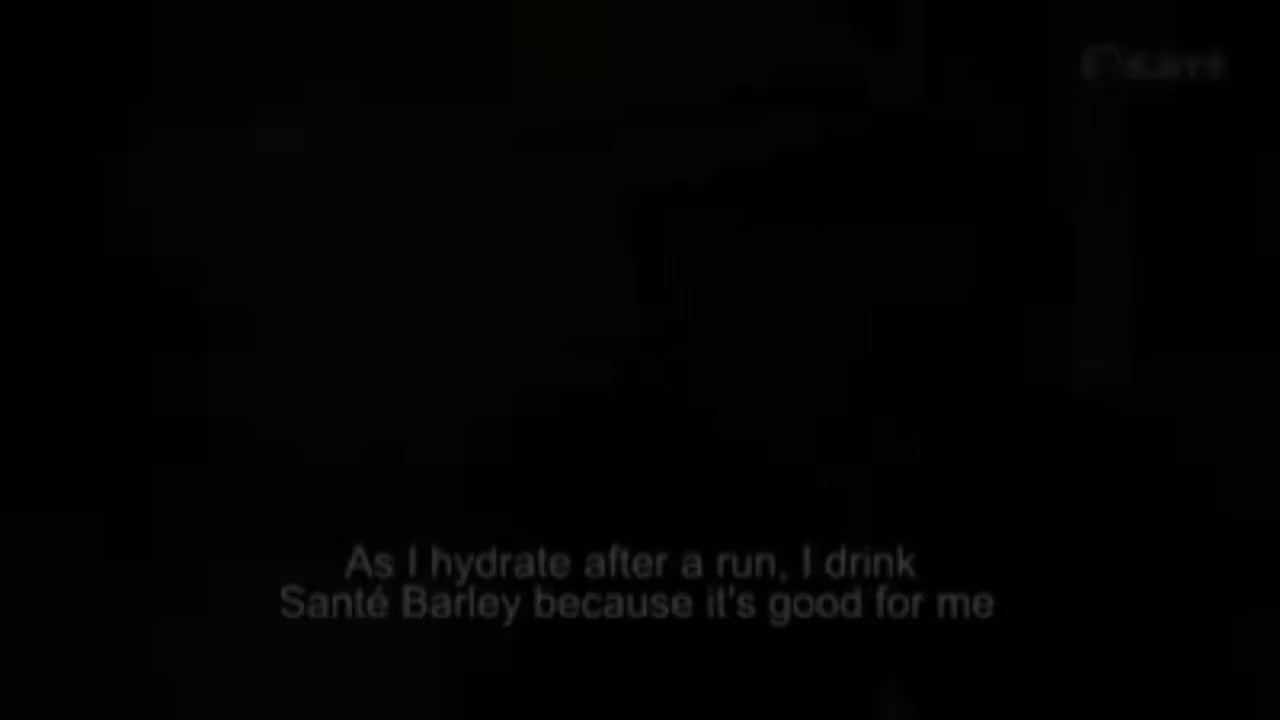 As I hydrate after a run, I drink
Santé Barley because it's good for me